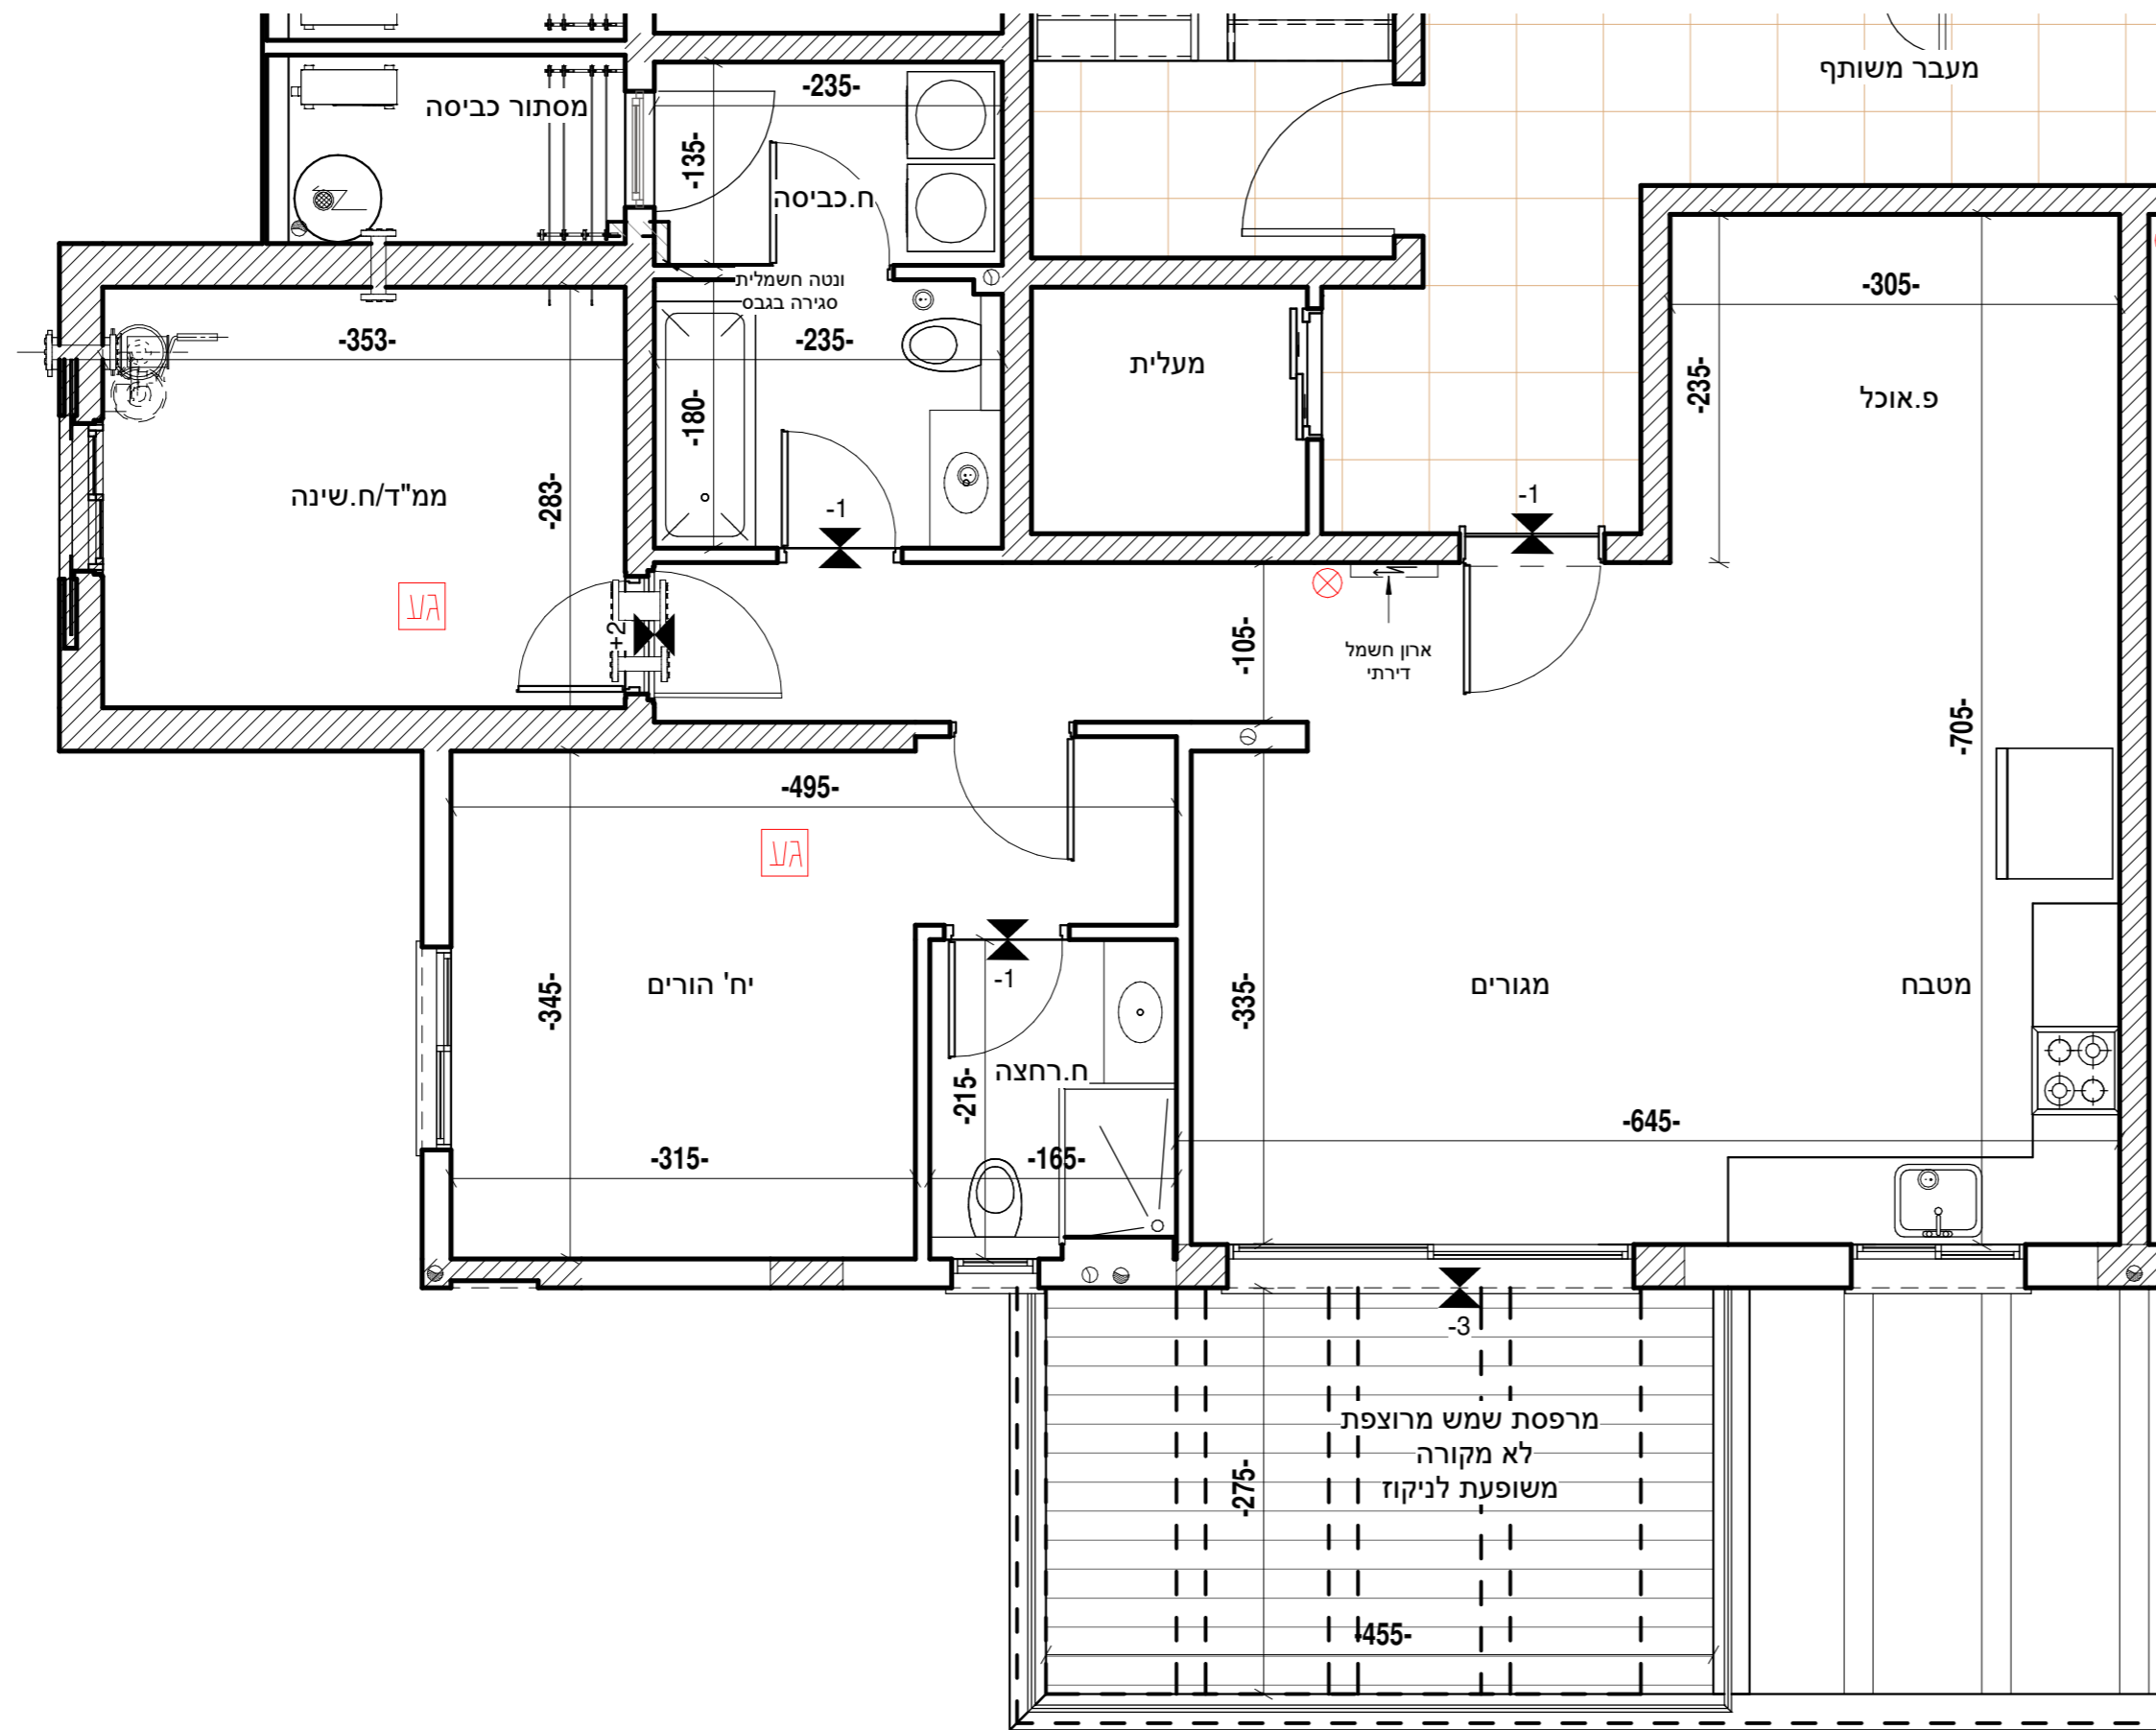 מעבר משותף
-235-
מסתור כביסה
-135-
ח.כביסה
ונטה חשמלית
סגירה בגבס
-305-
-353-
-235-
מעלית
-235-
פ.אוכל
-180-
-283-
ממ"ד/ח.שינה
-1
-1
+2
-105-
ארון חשמל
דירתי
-705-
-495-
-345-
יח' הורים
-1
-335-
מגורים
מטבח
ח.רחצה
-215-
-645-
-315-
-165-
-3
מרפסת שמש מרוצפת
לא מקורה
משופעת לניקוז
-275-
-455-